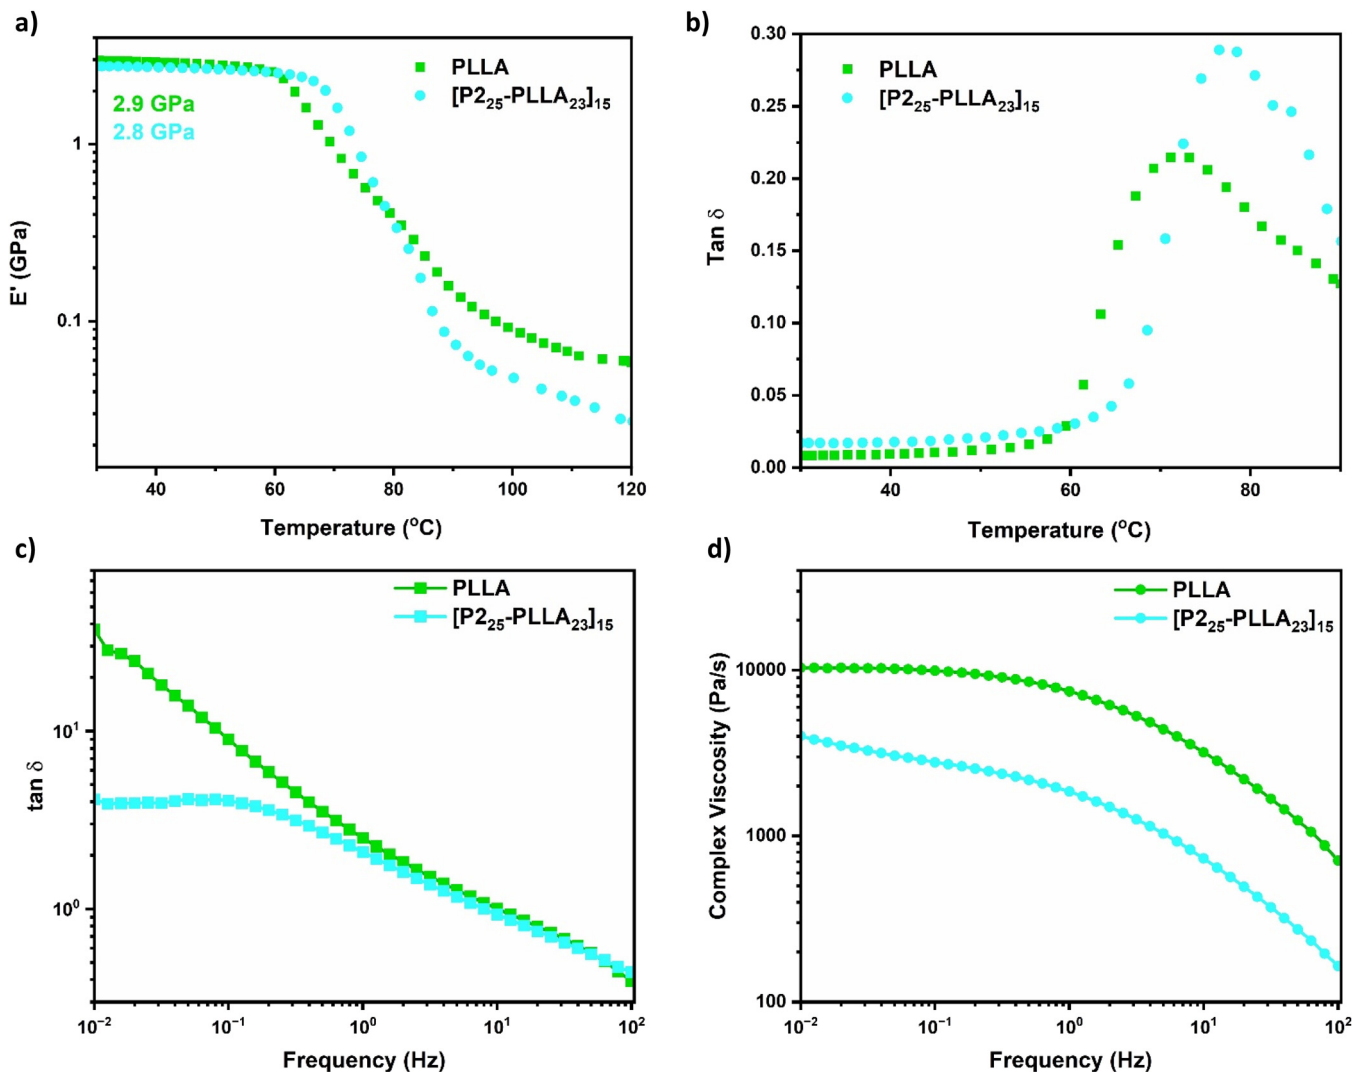 a)
PLLA
[P2₂₅-PLLA₂₃]₁₅
2.9 GPa
2.8 GPa
1
0.1
E' (GPa)
40 60 80 100 120
Temperature (°C)
b)
PLLA
[P2₂₅-PLLA₂₃]₁₅
0.30
0.25
0.20
0.15
0.10
0.05
0.00
Tan δ
40 60 80
Temperature (°C)
c)
PLLA
[P2₂₅-PLLA₂₃]₁₅
10¹
10⁰
tan δ
10⁻² 10⁻¹ 10⁰ 10¹ 10²
Frequency (Hz)
d)
PLLA
[P2₂₅-PLLA₂₃]₁₅
10000
1000
100
Complex Viscosity (Pa/s)
10⁻² 10⁻¹ 10⁰ 10¹ 10²
Frequency (Hz)